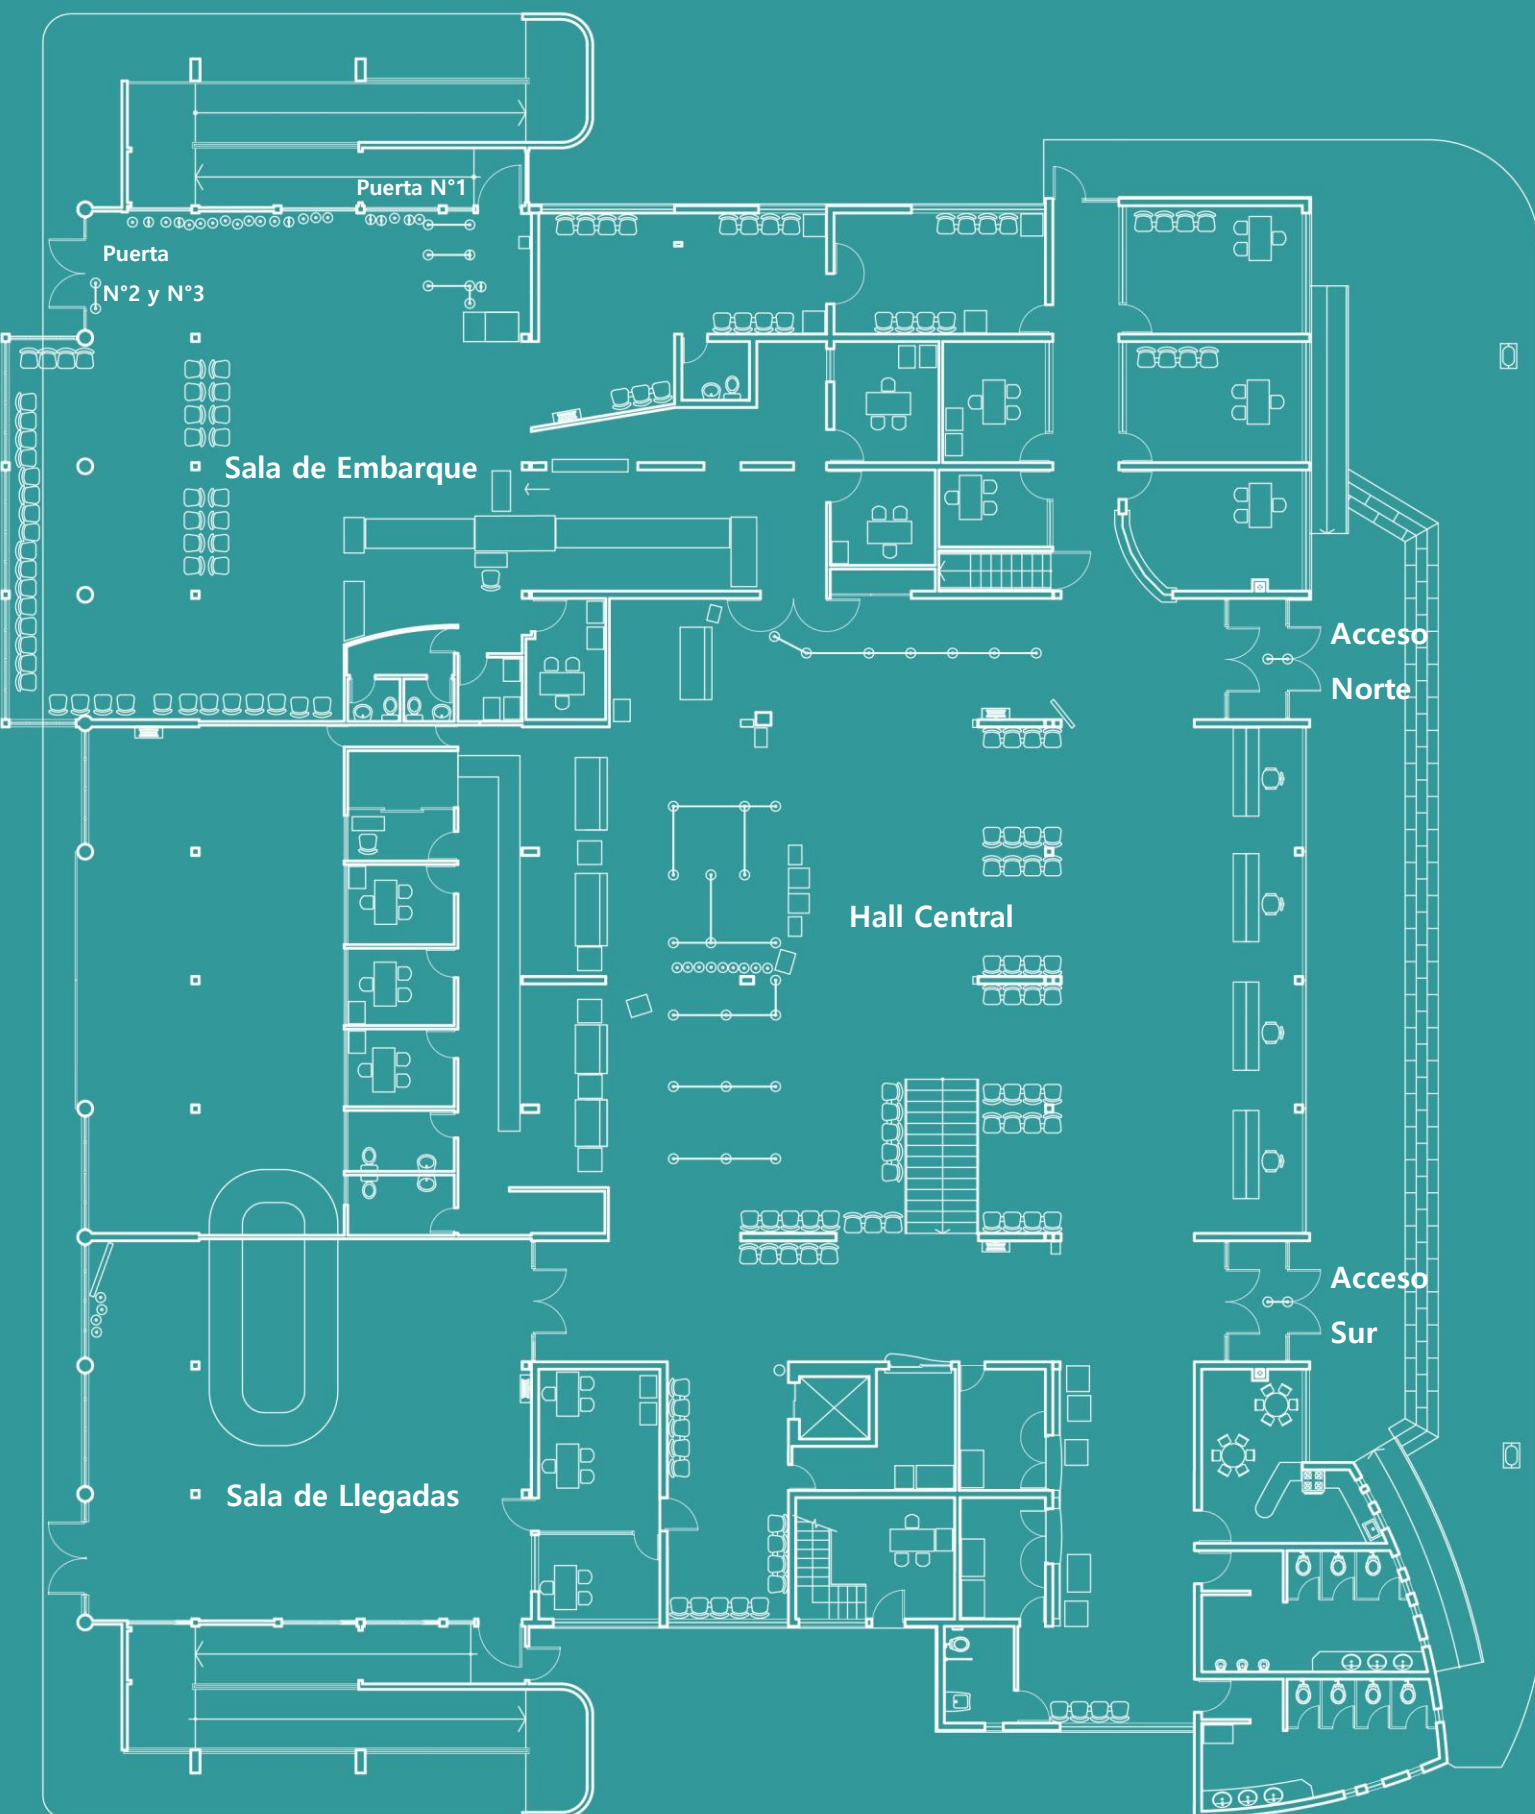 Puerta N°1
Puerta
N°2 y N°3
Sala de Embarque
Acceso
Norte
Hall Central
Acceso
Sur
Sala de Llegadas